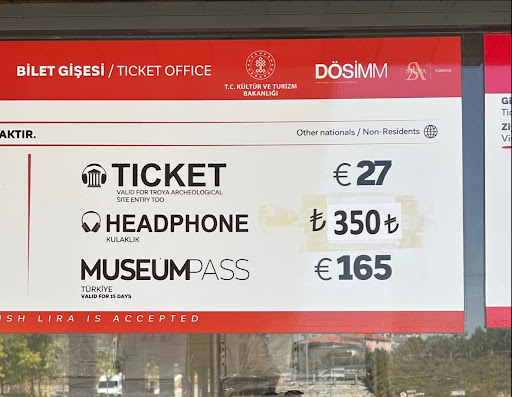 BİLET GİŞESİ / TICKET OFFICE
T.C. KÜLTÜR VE TURİZM
BAKANLIĞI
DÖSİMM
TÜRKİYE
AKTIR.
Other nationals / Non-Residents
TICKET € 27
VALID FOR TROYA ARCHEOLOGICAL
SITE ENTRY TOO
HEADPHONE ₺ 350 ₺
KULAKLIK
MUSEUMPASS € 165
TÜRKİYE
VALID FOR 15 DAYS
ISH LIRA IS ACCEPTED